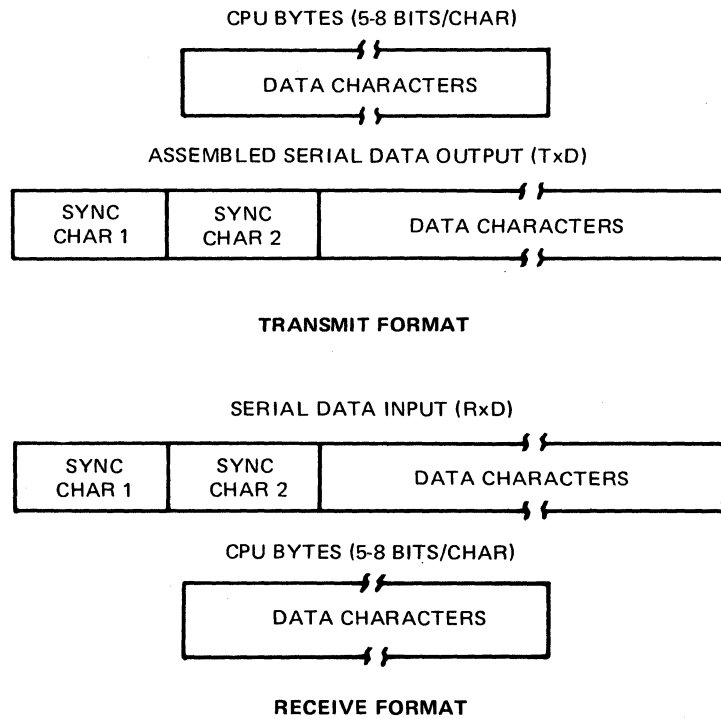 CPU BYTES (5-8 BITS/CHAR)
DATA CHARACTERS
ASSEMBLED SERIAL DATA OUTPUT (TxD)
SYNC CHAR 1
SYNC CHAR 2
DATA CHARACTERS
TRANSMIT FORMAT
SERIAL DATA INPUT (RxD)
SYNC CHAR 1
SYNC CHAR 2
DATA CHARACTERS
CPU BYTES (5-8 BITS/CHAR)
DATA CHARACTERS
RECEIVE FORMAT